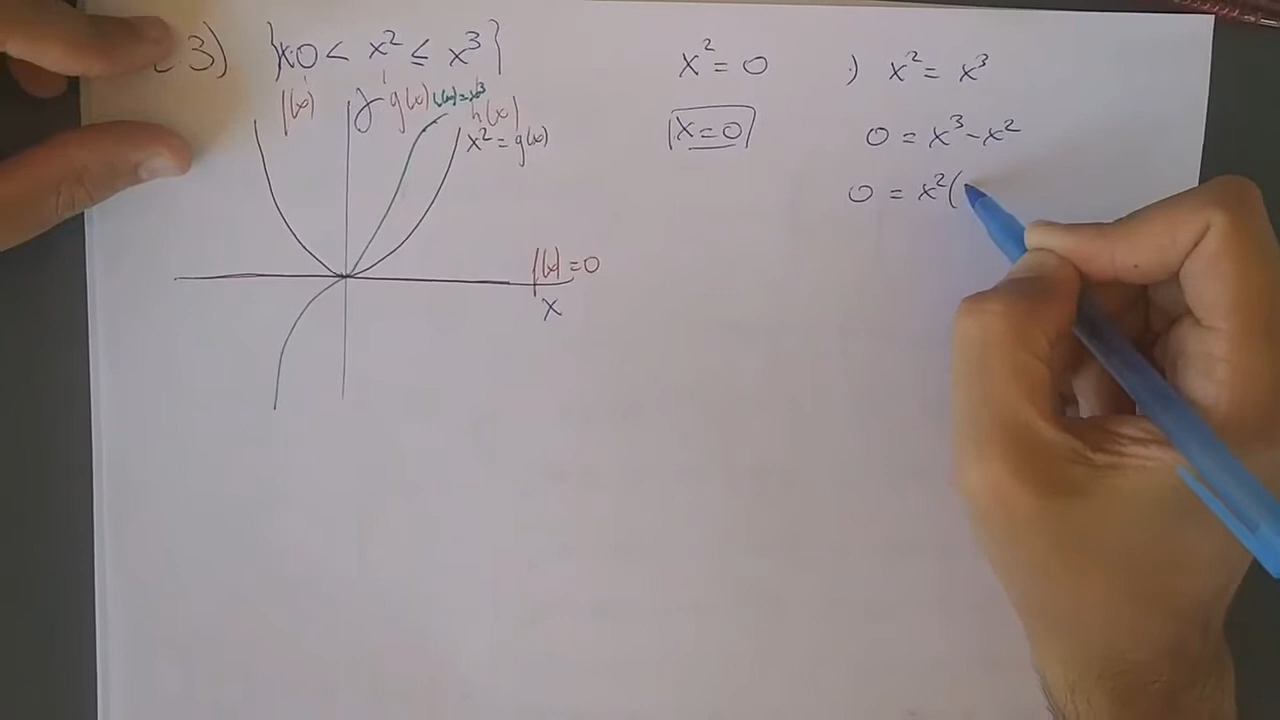 3) {x: 0 < x² ≤ x³}
f(x) y g(x) h(x)=x³ h(x)
x² = g(x)
f(x) = 0
x
x² = 0
x = 0
·) x² = x³
0 = x³ - x²
0 = x²(